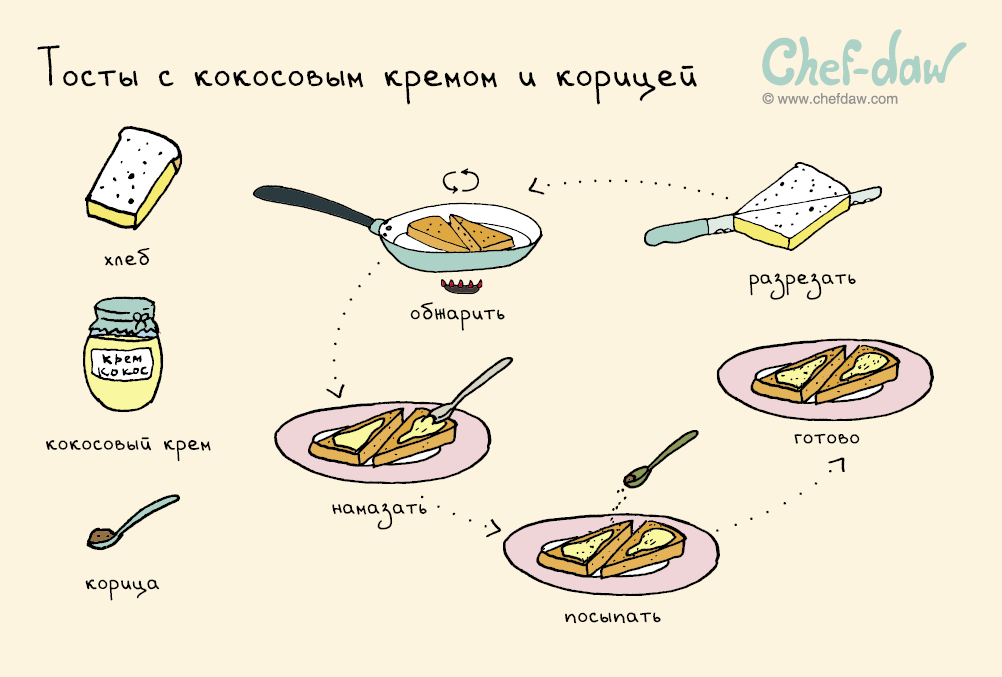 Тосты с кокосовым кремом и корицей
Chef-daw
© www.chefdaw.com
хлеб
крем
кокос
кокосовый крем
корица
разрезать
обжарить
намазать
посыпать
готово